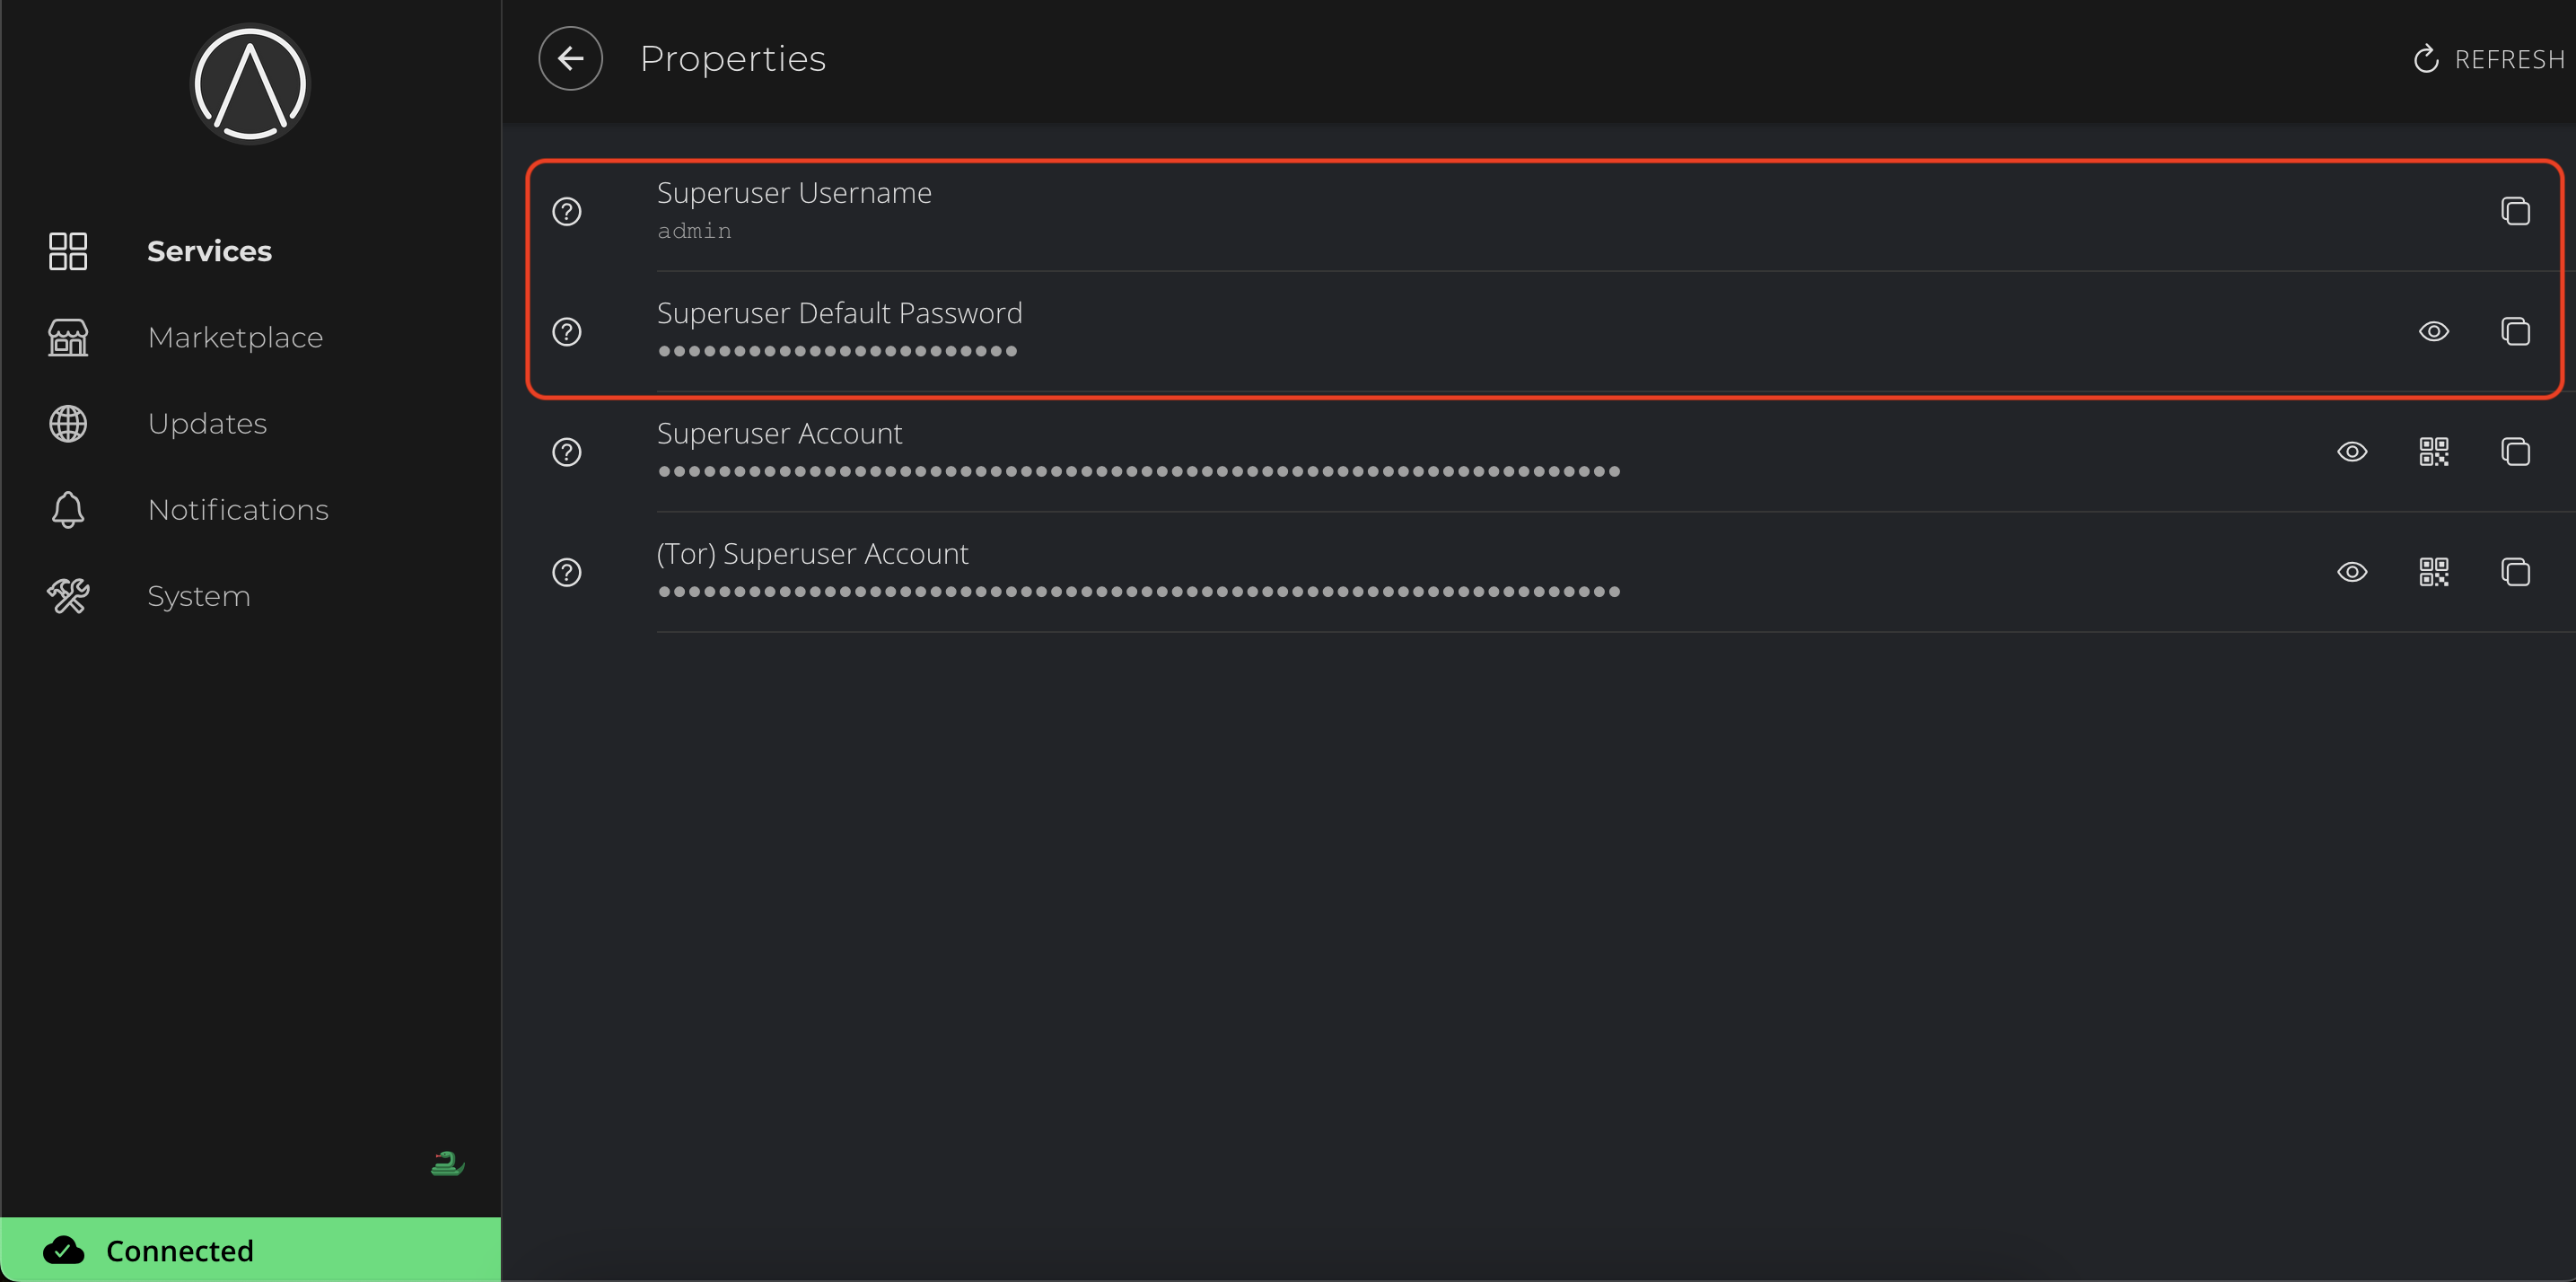 Properties
REFRESH
Services
Marketplace
Updates
Notifications
System
Connected
Superuser Username
admin
Superuser Default Password
●●●●●●●●●●●●●●●●●●●●●●●●
Superuser Account
●●●●●●●●●●●●●●●●●●●●●●●●●●●●●●●●●●●●●●●●●●●●●●●●●●●●●●●●●●●●●●●●
(Tor) Superuser Account
●●●●●●●●●●●●●●●●●●●●●●●●●●●●●●●●●●●●●●●●●●●●●●●●●●●●●●●●●●●●●●●●